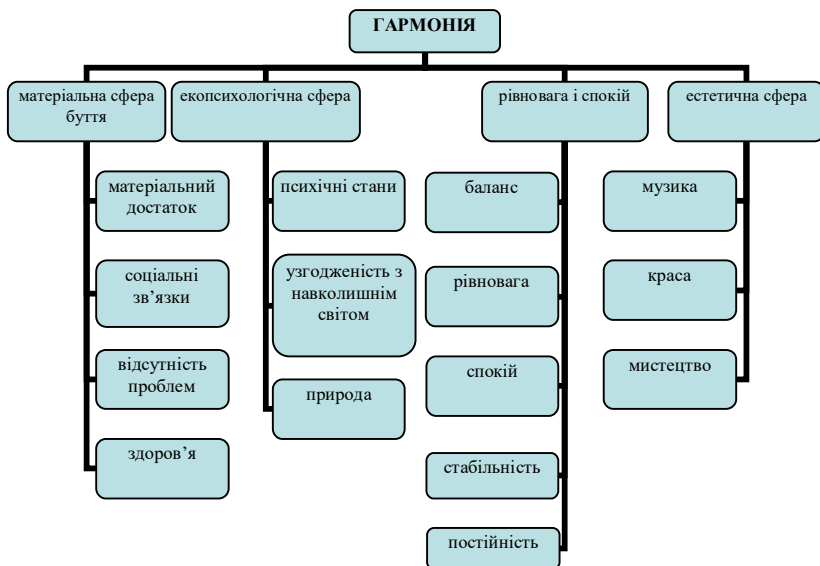 ГАРМОНІЯ
матеріальна сфера
буття
екопсихологічна сфера
рівновага і спокій
естетична сфера
матеріальний
достаток
соціальні
зв’язки
відсутність
проблем
здоров’я
психічні стани
узгодженість з
навколишнім
світом
природа
баланс
рівновага
спокій
стабільність
постійність
музика
краса
мистецтво